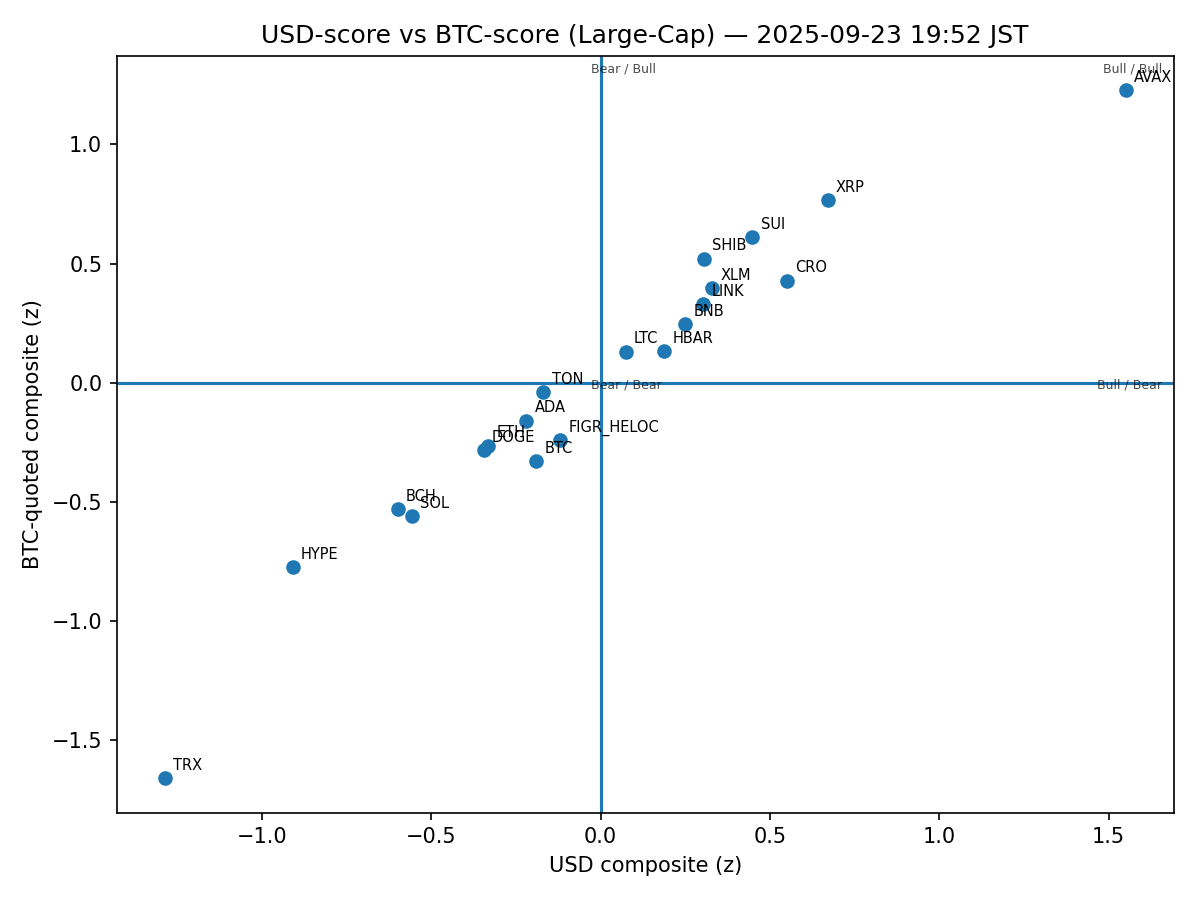 USD-score vs BTC-score (Large-Cap) — 2025-09-23 19:52 JST
Bear / Bull
Bull / Bull
AVAX
1.0
XRP
SUI
SHIB
CRO
0.5
XLM
LINK
BNB
LTC
HBAR
0.0
TON
Bear / Bear
Bull / Bear
ADA
FIGR_HELOC
ETH
DOGE
BTC
−0.5
BCH
SOL
HYPE
−1.0
−1.5
TRX
BTC-quoted composite (z)
−1.0
−0.5
0.0
0.5
1.0
1.5
USD composite (z)